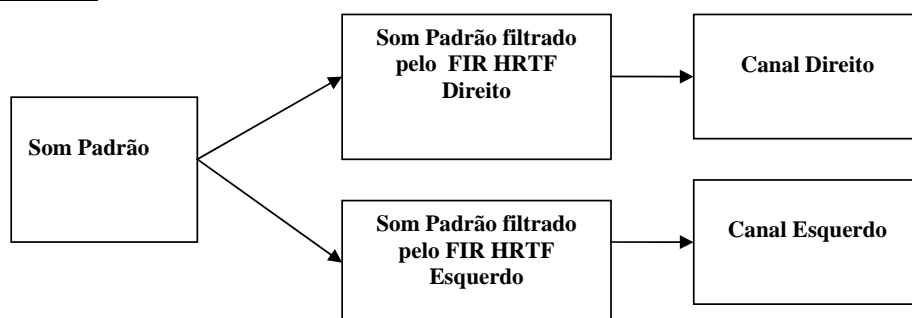 Som Padrão
Som Padrão filtrado
pelo FIR HRTF
Direito
Canal Direito
Som Padrão filtrado
pelo FIR HRTF
Esquerdo
Canal Esquerdo